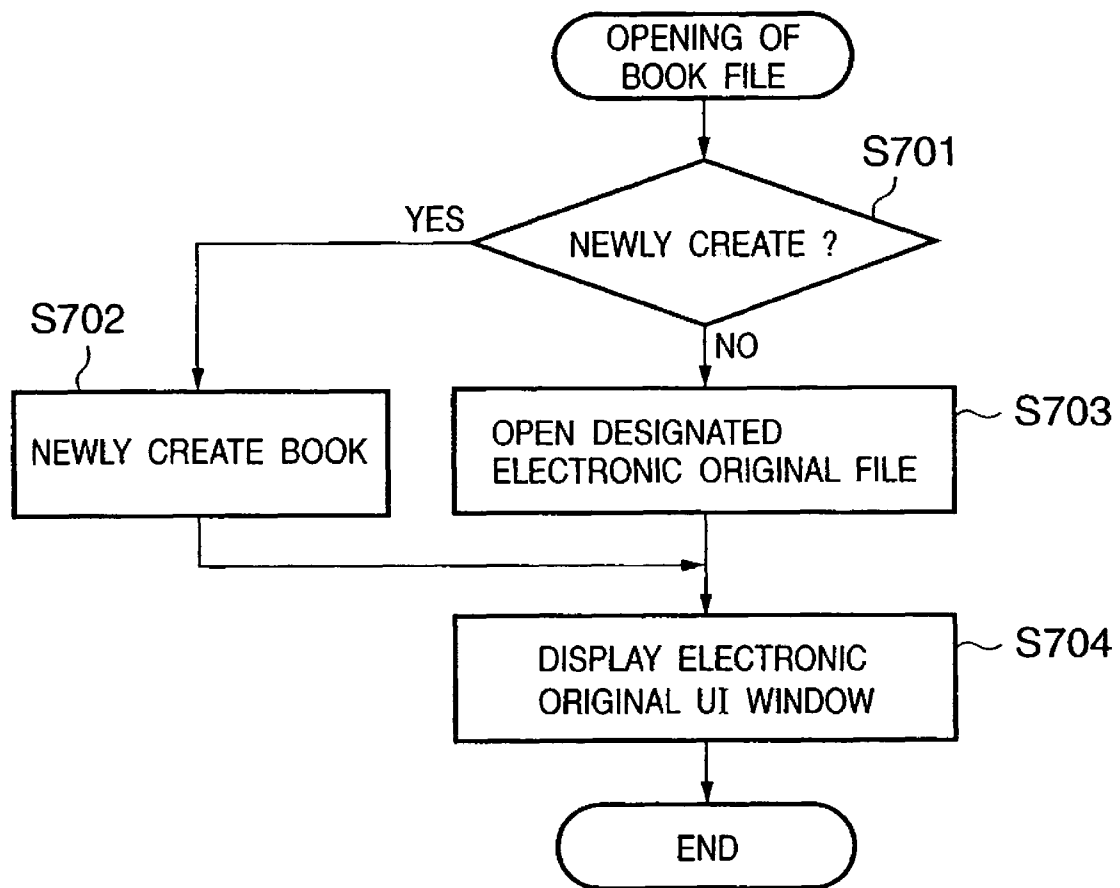 OPENING OF
BOOK FILE
S701
YES
NEWLY CREATE ?
S702
NO
NEWLY CREATE BOOK
S703
OPEN DESIGNATED
ELECTRONIC ORIGINAL FILE
S704
DISPLAY ELECTRONIC
ORIGINAL UI WINDOW
END